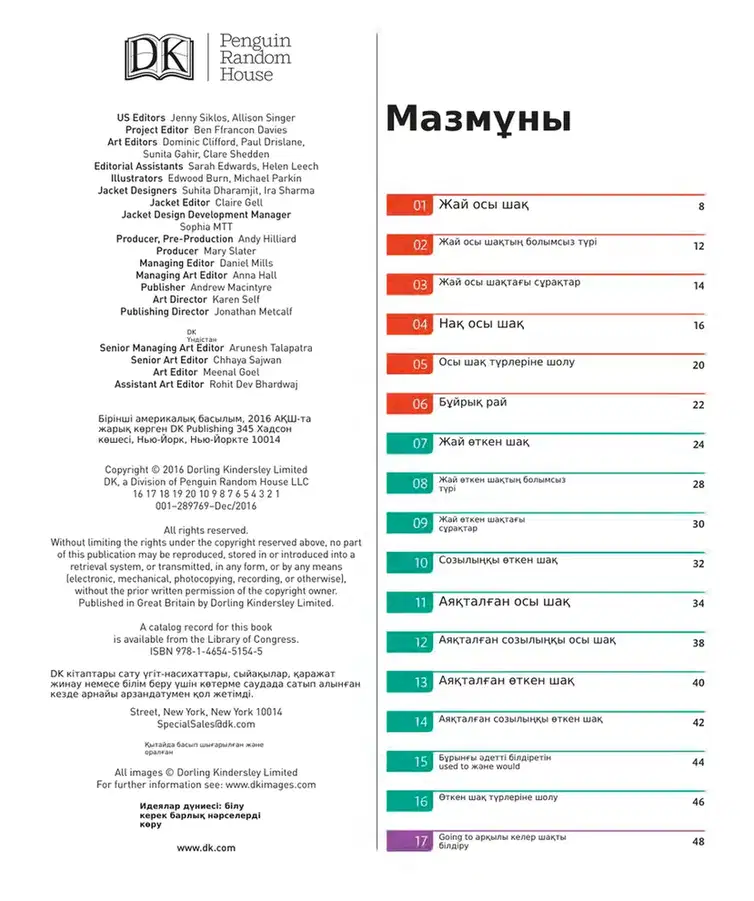 DK
Penguin
Random
House
US Editors Jenny Siklos, Allison Singer
Project Editor Ben Ffrancon Davies
Art Editors Dominic Clifford, Paul Drislane,
Sunita Gahir, Clare Shedden
Editorial Assistants Sarah Edwards, Helen Leech
Illustrators Edwood Burn, Michael Parkin
Jacket Designers Suhita Dharamjit, Ira Sharma
Jacket Editor Claire Gell
Jacket Design Development Manager
Sophia MTT
Producer, Pre-Production Andy Hilliard
Producer Mary Slater
Managing Editor Daniel Mills
Managing Art Editor Anna Hall
Publisher Andrew Macintyre
Art Director Karen Self
Publishing Director Jonathan Metcalf
DK
Үндістан
Senior Managing Art Editor Arunesh Talapatra
Senior Art Editor Chhaya Sajwan
Art Editor Meenal Goel
Assistant Art Editor Rohit Dev Bhardwaj
Бірінші америкалық басылым, 2016 АҚШ-та
жарық көрген DK Publishing 345 Хадсон
көшесі, Нью-Йорк, Нью-Йоркте 10014
Copyright © 2016 Dorling Kindersley Limited
DK, a Division of Penguin Random House LLC
16 17 18 19 20 10 9 8 7 6 5 4 3 2 1
001–289769–Dec/2016
All rights reserved.
Without limiting the rights under the copyright reserved above, no part
of this publication may be reproduced, stored in or introduced into a
retrieval system, or transmitted, in any form, or by any means
(electronic, mechanical, photocopying, recording, or otherwise),
without the prior written permission of the copyright owner.
Published in Great Britain by Dorling Kindersley Limited.
A catalog record for this book
is available from the Library of Congress.
ISBN 978-1-4654-5154-5
DK кітаптары сату үгіт-насихаттары, сыйақылар, қаражат
жинау немесе білім беру үшін көтерме саудада сатып алынған
кезде арнайы арзандатумен қол жетімді.
Street, New York, New York 10014
SpecialSales@dk.com
Қытайда басып шығарылған және
оралған
All images © Dorling Kindersley Limited
For further information see: www.dkimages.com
Идеялар дүниесі: білу
керек барлық нәрселерді
көру
www.dk.com
Мазмұны
01 Жай осы шақ 8
02 Жай осы шақтың болымсыз түрі 12
03 Жай осы шақтағы сұрақтар 14
04 Нақ осы шақ 16
05 Осы шақ түрлеріне шолу 20
06 Бұйрық рай 22
07 Жай өткен шақ 24
08 Жай өткен шақтың болымсыз
түрі 28
09 Жай өткен шақтағы
сұрақтар 30
10 Созылыңқы өткен шақ 32
11 Аяқталған осы шақ 34
12 Аяқталған созылыңқы осы шақ 38
13 Аяқталған өткен шақ 40
14 Аяқталған созылыңқы өткен шақ 42
15 Бұрынғы әдетті білдіретін
used to және would 44
16 Өткен шақ түрлеріне шолу 46
17 Going to арқылы келер шақты
білдіру 48